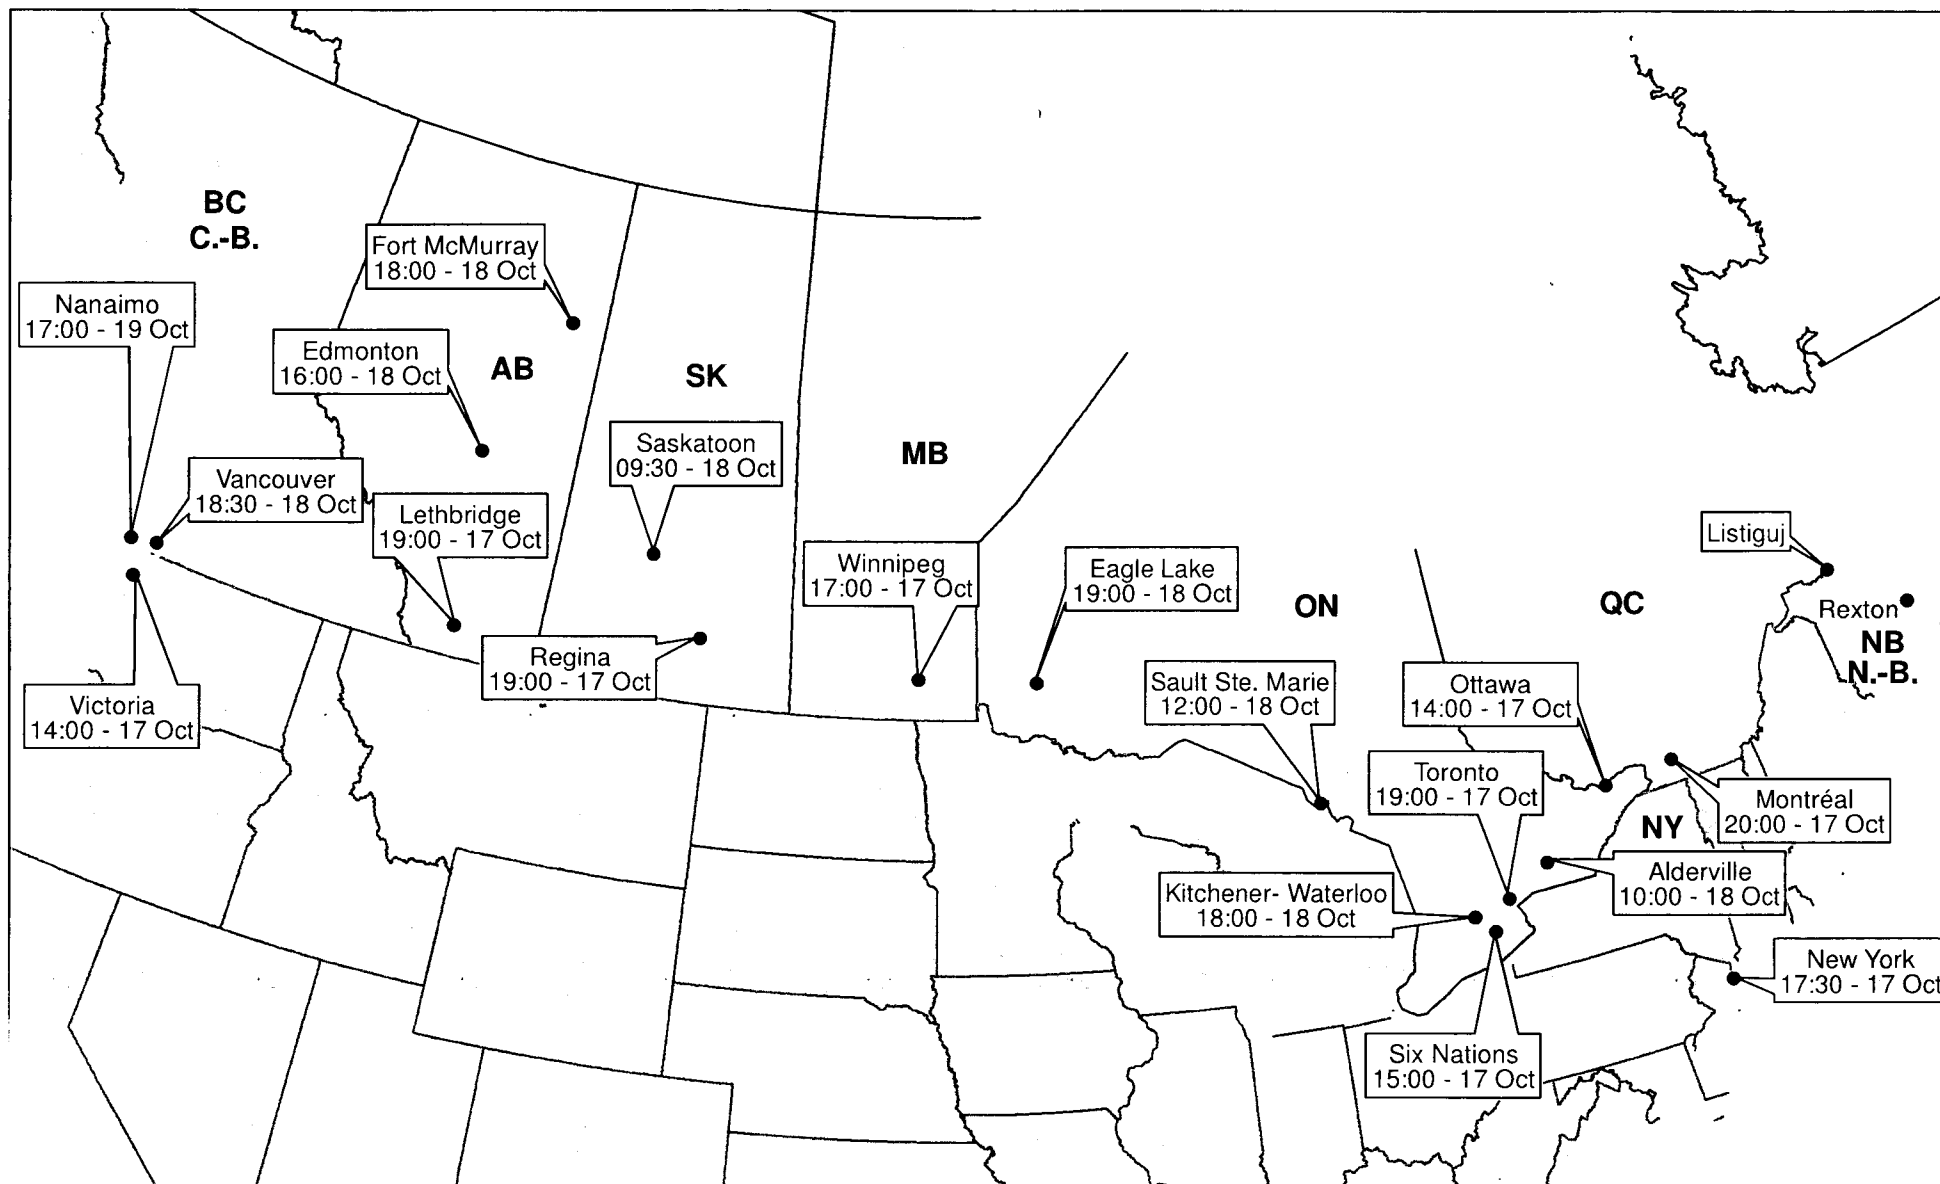 BC
C.-B.
Fort McMurray
18:00 - 18 Oct
Nanaimo
17:00 - 19 Oct
Edmonton
16:00 - 18 Oct
AB
SK
Saskatoon
09:30 - 18 Oct
MB
Vancouver
18:30 - 18 Oct
Lethbridge
19:00 - 17 Oct
Listiguj
Winnipeg
17:00 - 17 Oct
Eagle Lake
19:00 - 18 Oct
ON
QC
Rexton
NB
N.-B.
Regina
19:00 - 17 Oct
Victoria
14:00 - 17 Oct
Sault Ste. Marie
12:00 - 18 Oct
Ottawa
14:00 - 17 Oct
Toronto
19:00 - 17 Oct
Montréal
20:00 - 17 Oct
NY
Alderville
10:00 - 18 Oct
Kitchener- Waterloo
18:00 - 18 Oct
New York
17:30 - 17 Oct
Six Nations
15:00 - 17 Oct